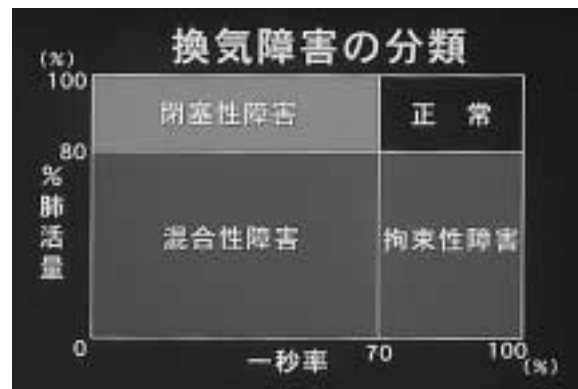 換気障害の分類
(%)
100
閉塞性障害
正 常
80
%肺活量
混合性障害
拘束性障害
0
一秒率
70
100
(%)